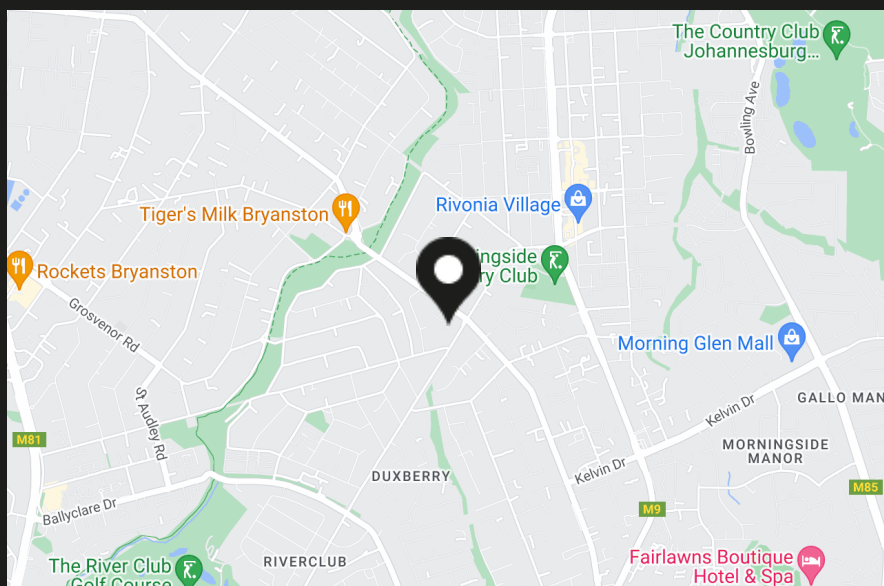 The Country Club
Johannesburg...
Bowling Ave
Tiger's Milk Bryanston
Rivonia Village
Rockets Bryanston
ingside
ry Club
Grosvenor Rd
Morning Glen Mall
St Audley Rd
Kelvin Dr
GALLO MAN
M81
MORNINGSIDE
MANOR
Kelvin Dr
DUXBERRY
M85
M9
Ballyclare Dr
RIVERCLUB
Fairlawns Boutique
Hotel & Spa
The River Club
Golf Course